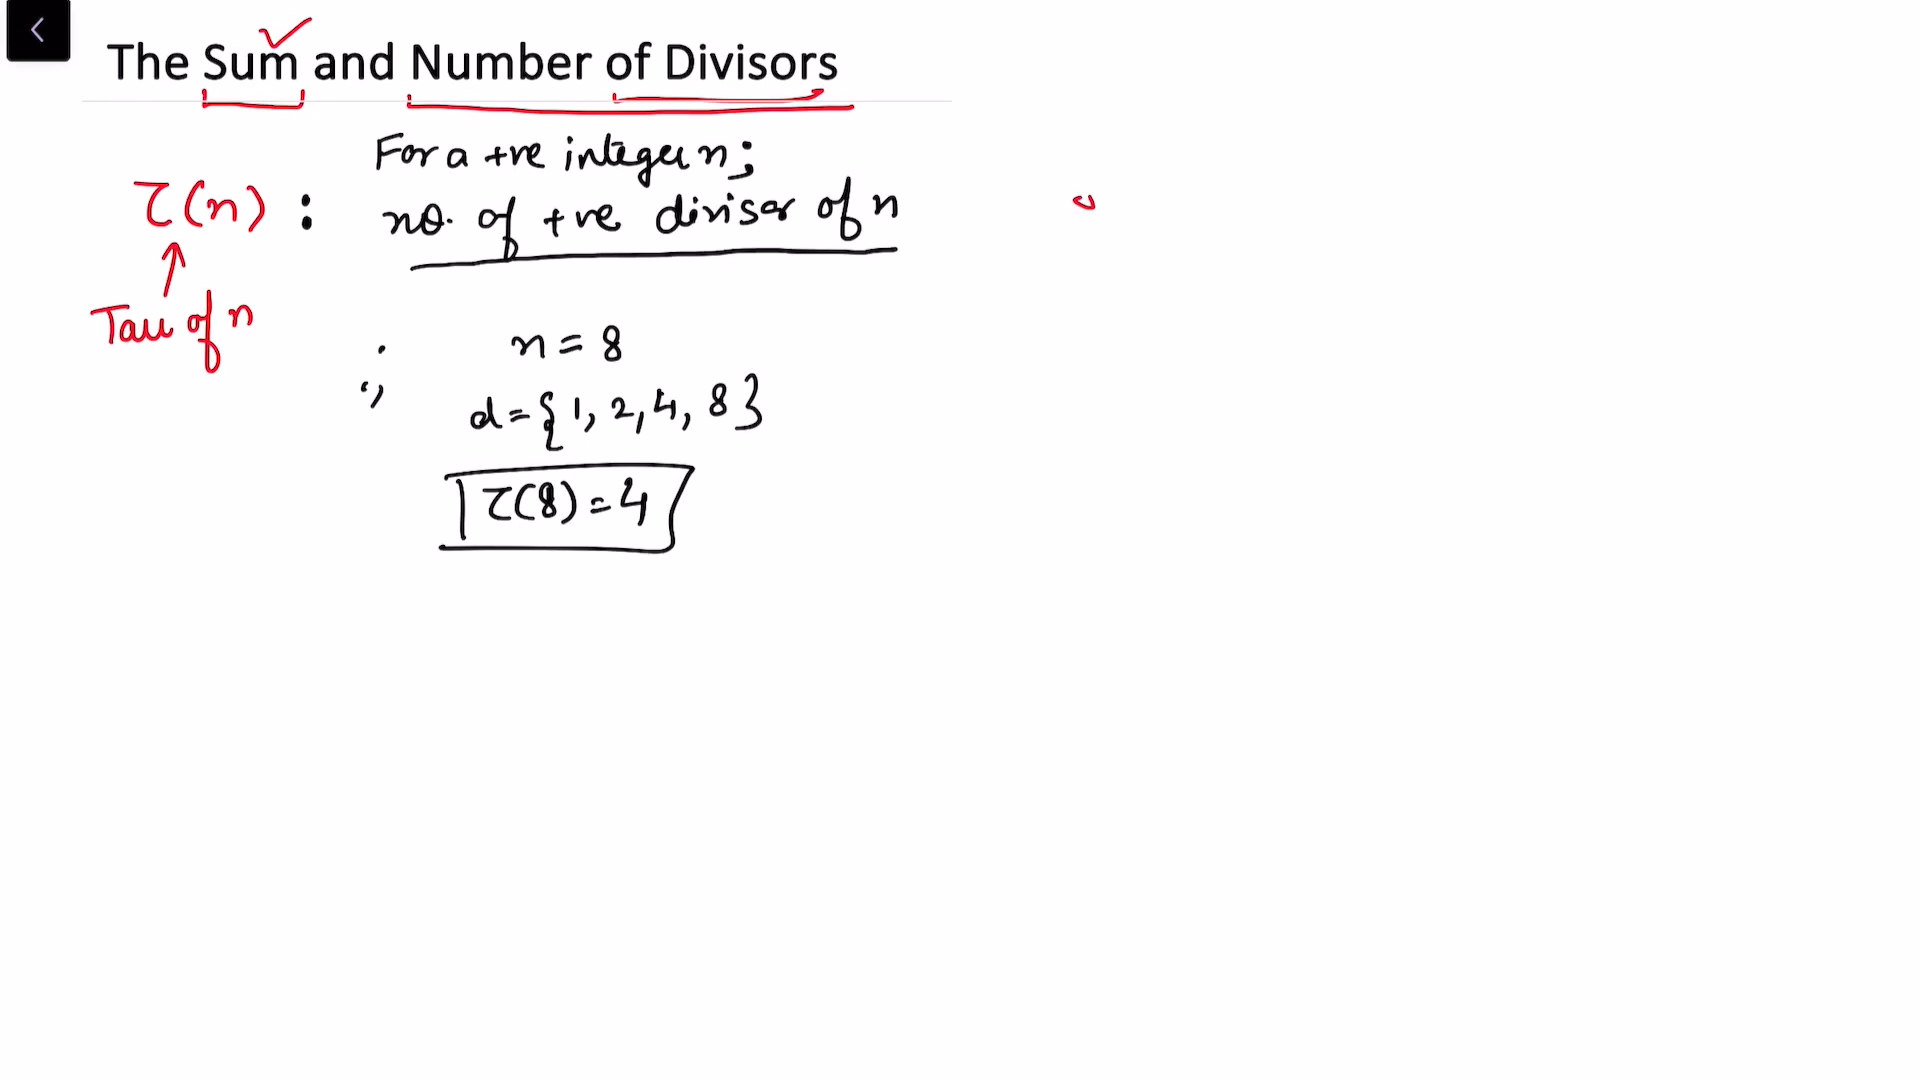 The Sum and Number of Divisors
For a +ve integer n;
τ(n) : no. of +ve divisor of n
Tau of n
n = 8
d = {1, 2, 4, 8}
τ(8) = 4